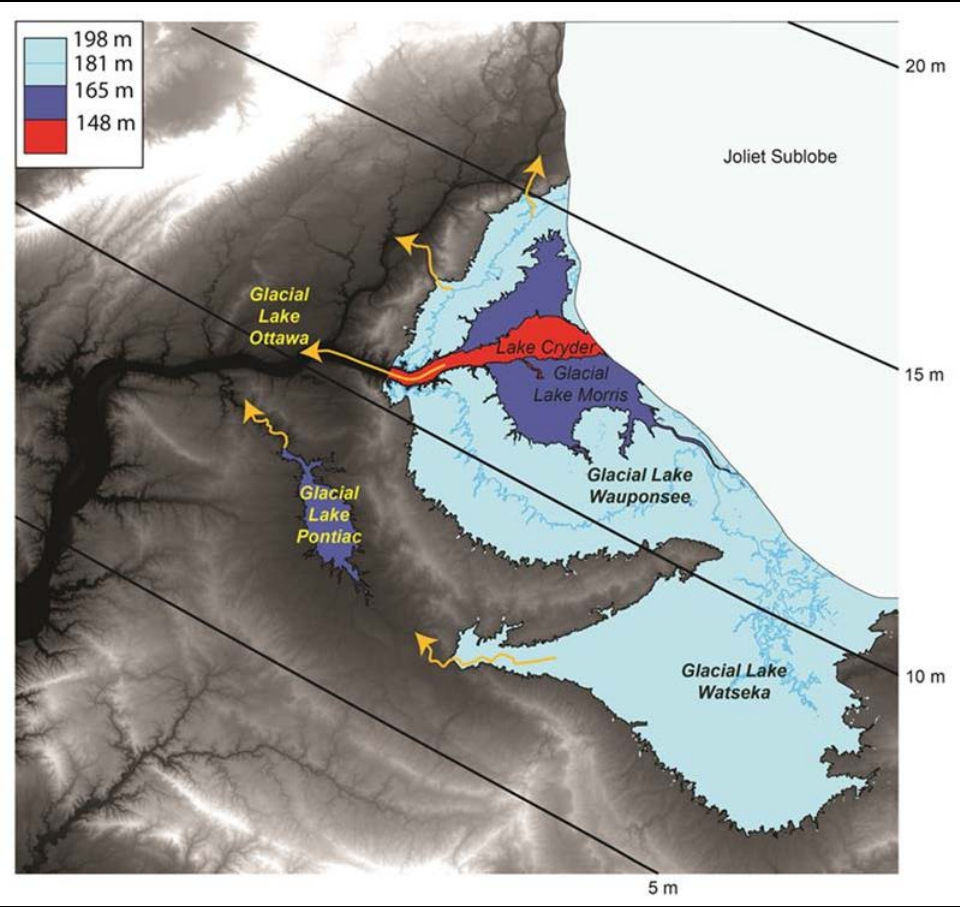 198 m
181 m
165 m
148 m
20 m
Joliet Sublobe
Glacial
Lake
Ottawa
Lake Cryder
Glacial
Lake Morris
15 m
Glacial Lake
Wauponsee
Glacial
Lake
Pontiac
Glacial Lake
Watseka
10 m
5 m